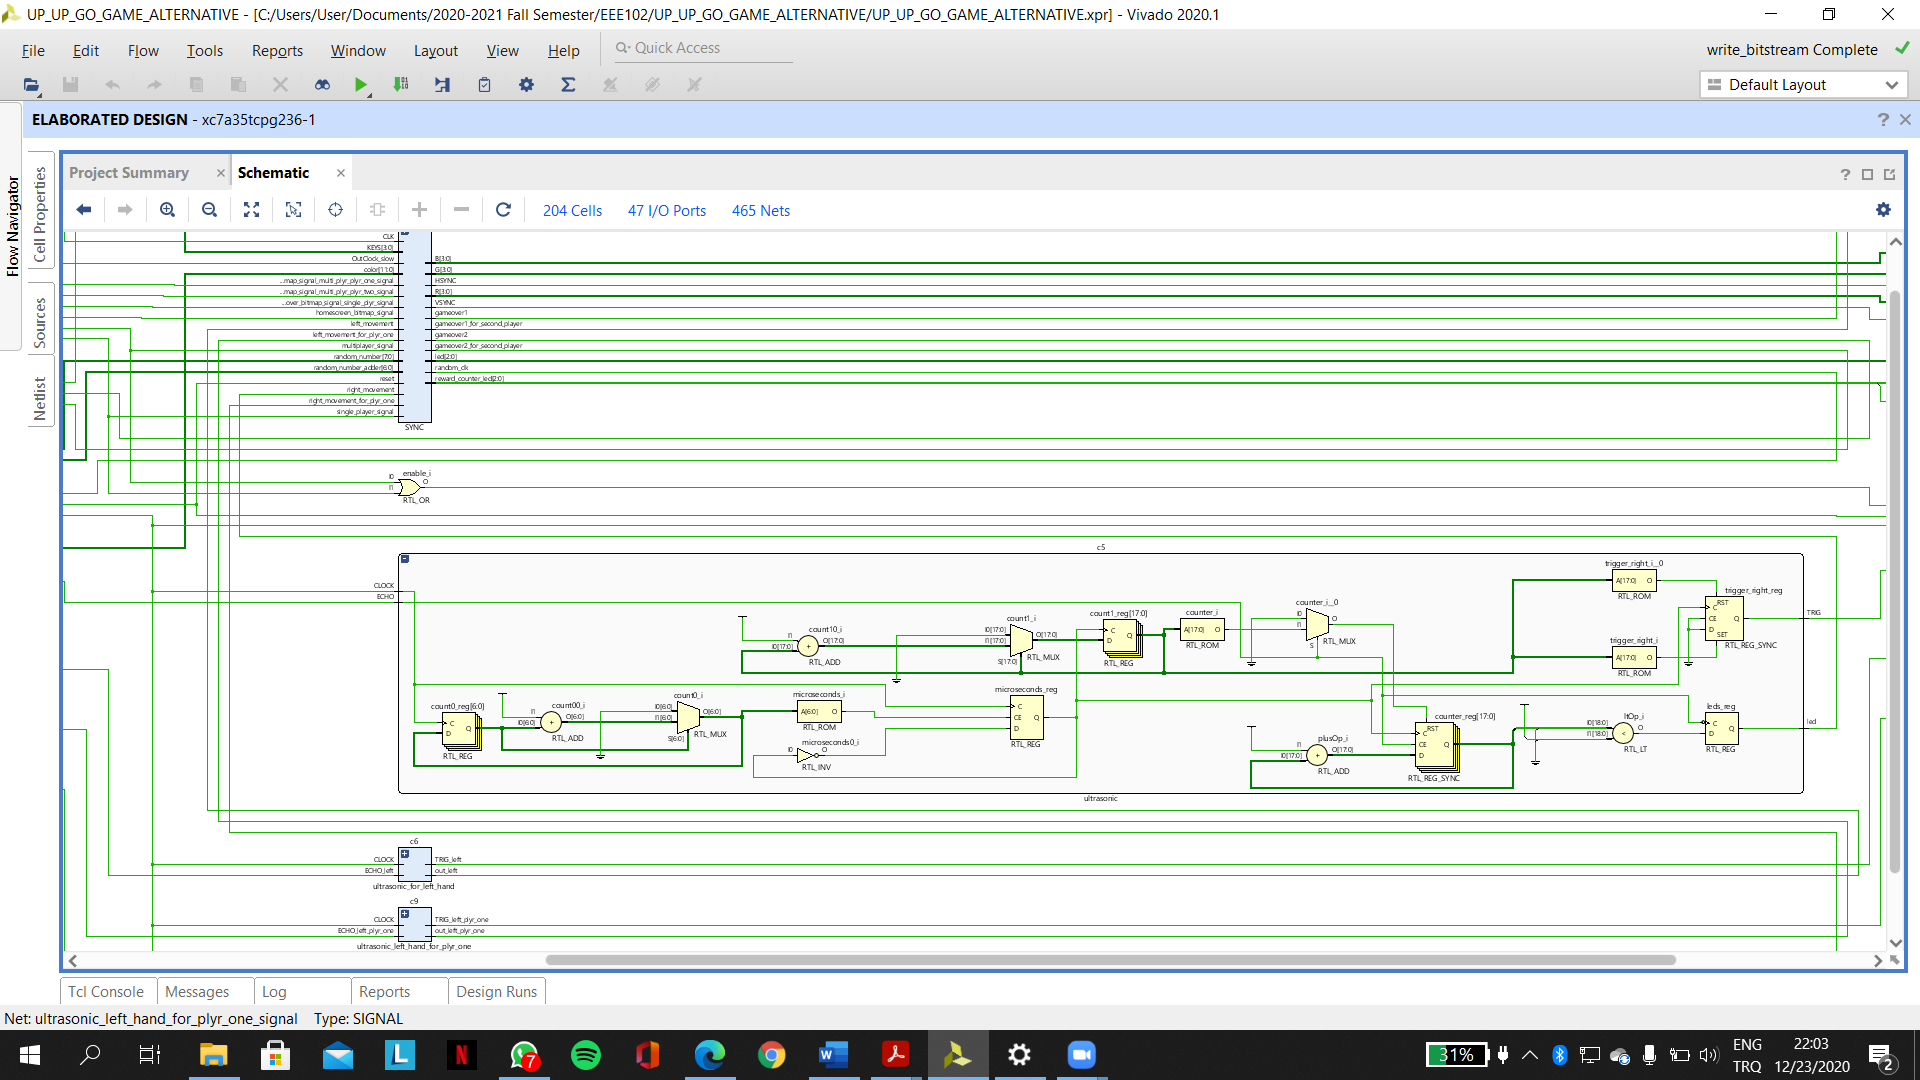 UP_UP_GO_GAME_ALTERNATIVE - [C:/Users/User/Documents/2020-2021 Fall Semester/EEE102/UP_UP_GO_GAME_ALTERNATIVE/UP_UP_GO_GAME_ALTERNATIVE.xpr] - Vivado 2020.1
File Edit Flow Tools Reports Window Layout View Help Quick Access
write_bitstream Complete
Default Layout
ELABORATED DESIGN - xc7a35tcpg236-1
Flow Navigator
Cell Properties
Sources
Netlist
Project Summary
Schematic
204 Cells 47 I/O Ports 465 Nets
CLK
KEYS[3:0]
OutClock_slow
color[11:0]
...map_signal_multi_plyr_plyr_one_signal
...map_signal_multi_plyr_two_signal
...over_bitmap_signal_single_plyr_signal
homescreen_bitmap_signal
left_movement
left_movement_for_plyr_one
multiplayer_signal
random_number[7:0]
random_number_adder[6:0]
reset
right_movement
right_movement_for_plyr_one
single_player_signal
B[3:0]
G[3:0]
HSYNC
R[3:0]
VSYNC
gameover1
gameover1_for_second_player
gameover2
gameover2_for_second_player
led[2:0]
random_clk
reward_counter_led[2:0]
SYNC
enable_i
I0
I1
O
RTL_OR
c5
CLOCK
ECHO
count10_i
I1
I0[17:0]
O[17:0]
RTL_ADD
count1_i
I0[17:0]
I1[17:0]
S[17:0]
O[17:0]
RTL_MUX
count1_reg[17:0]
C
D
Q
RTL_REG
counter_i
A[17:0] O
RTL_ROM
counter_i__0
I0
I1
S
O
RTL_MUX
trigger_right_i__0
A[17:0] O
RTL_ROM
trigger_right_i
A[17:0] O
RTL_ROM
trigger_right_reg
RST
C
CE
D
SET
Q
RTL_REG_SYNC
TRIG
count0_reg[6:0]
C
D
Q
RTL_REG
count00_i
I1
I0[6:0]
O[6:0]
RTL_ADD
count0_i
I0[6:0]
I1[6:0]
S[6:0]
O[6:0]
RTL_MUX
microseconds_i
A[6:0] O
RTL_ROM
microseconds0_i
I0
O
RTL_INV
microseconds_reg
C
CE
D
Q
RTL_REG
plusOp_i
I1
I0[17:0]
O[17:0]
RTL_ADD
counter_reg[17:0]
RST
C
CE
D
Q
RTL_REG_SYNC
ltOp_i
I0[18:0]
I1[18:0]
O
RTL_LT
leds_reg
C
D
Q
RTL_REG
led
ultrasonic
c6
CLOCK
ECHO_left
TRIG_left
out_left
ultrasonic_for_left_hand
c9
CLOCK
ECHO_left_plyr_one
TRIG_left_plyr_one
out_left_plyr_one
ultrasonic_left_hand_for_plyr_one
Tcl Console Messages Log Reports Design Runs
Net: ultrasonic_left_hand_for_plyr_one_signal Type: SIGNAL
7
31%
ENG
TRQ
22:03
12/23/2020
2